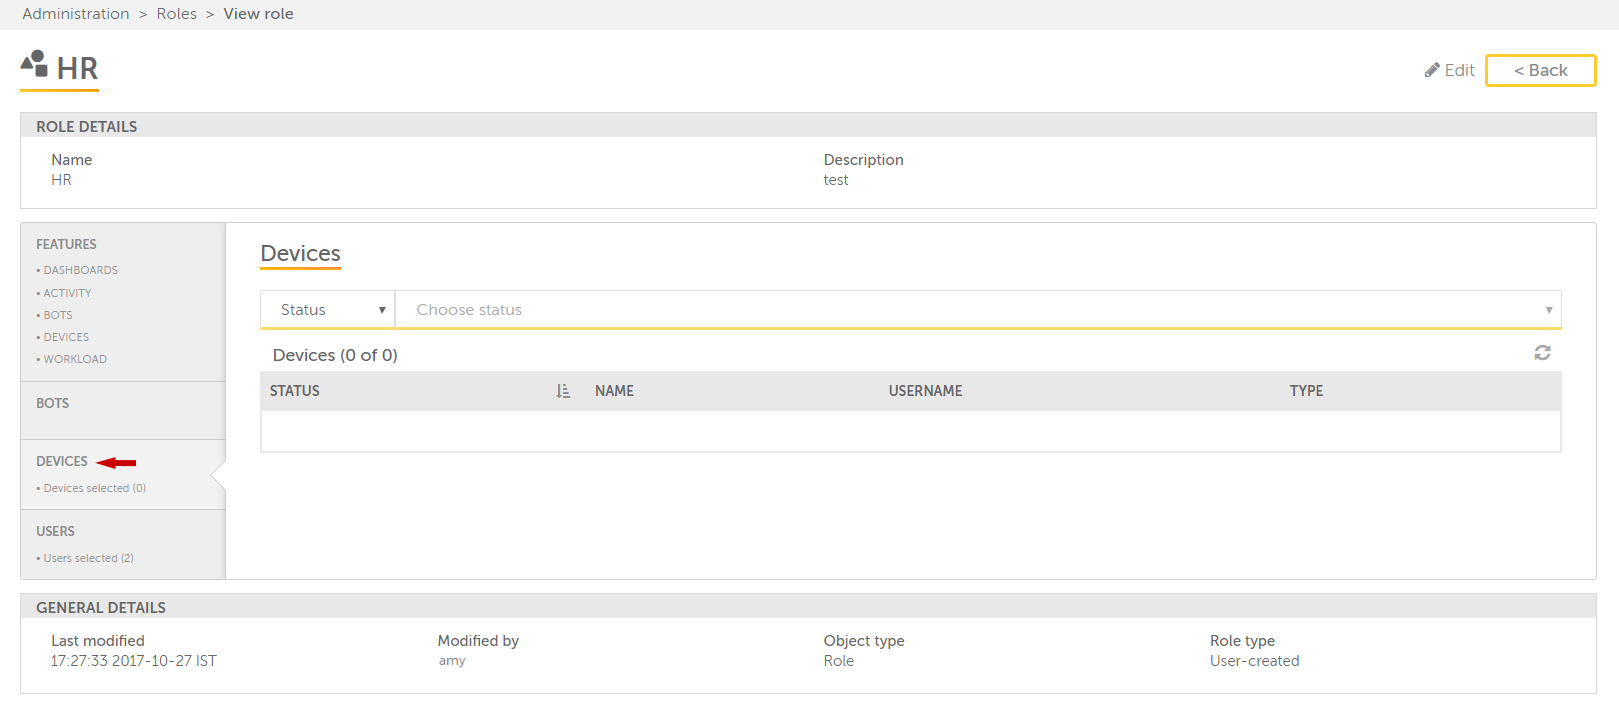 Administration > Roles > View role
HR
Edit
< Back
ROLE DETAILS
Name
HR
Description
test
FEATURES
• DASHBOARDS
• ACTIVITY
• BOTS
• DEVICES
• WORKLOAD
BOTS
DEVICES
• Devices selected (0)
USERS
• Users selected (2)
Devices
Status
Choose status
Devices (0 of 0)
STATUS NAME USERNAME TYPE
GENERAL DETAILS
Last modified
17:27:33 2017-10-27 IST
Modified by
amy
Object type
Role
Role type
User-created